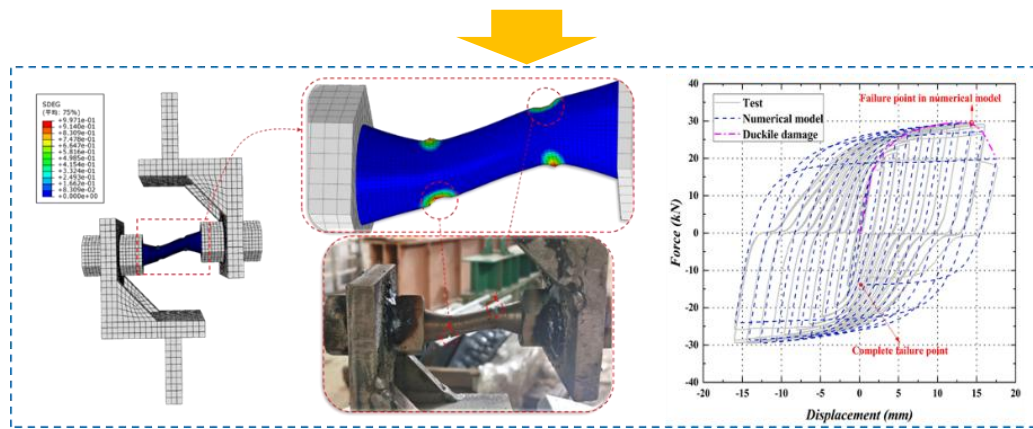 SDEG
(平均: 75%)
+9.973e-01
+9.140e-01
+8.309e-01
+7.478e-01
+6.647e-01
+5.816e-01
+4.985e-01
+4.154e-01
+3.324e-01
+2.493e-01
+1.662e-01
+8.309e-02
+0.000e+00
Test
Numerical model
Duckile damage
Failure point in numerical model
Complete failure point
Force (kN)
40
30
20
10
0
-10
-20
-30
-40
-20
-15
-10
-5
0
5
10
15
20
Displacement (mm)